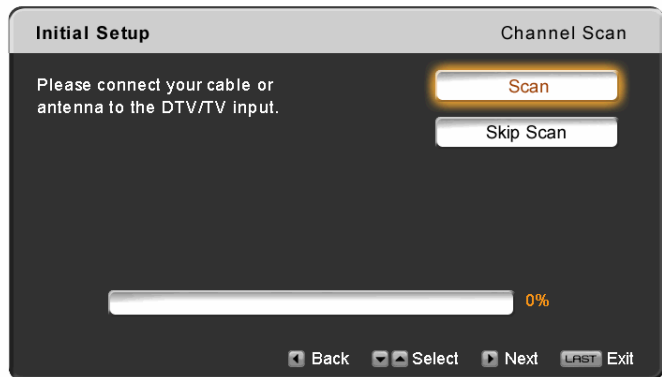 Initial Setup Channel Scan
Please connect your cable or
antenna to the DTV/TV input.
Scan
Skip Scan
0%
Back Select Next LAST Exit